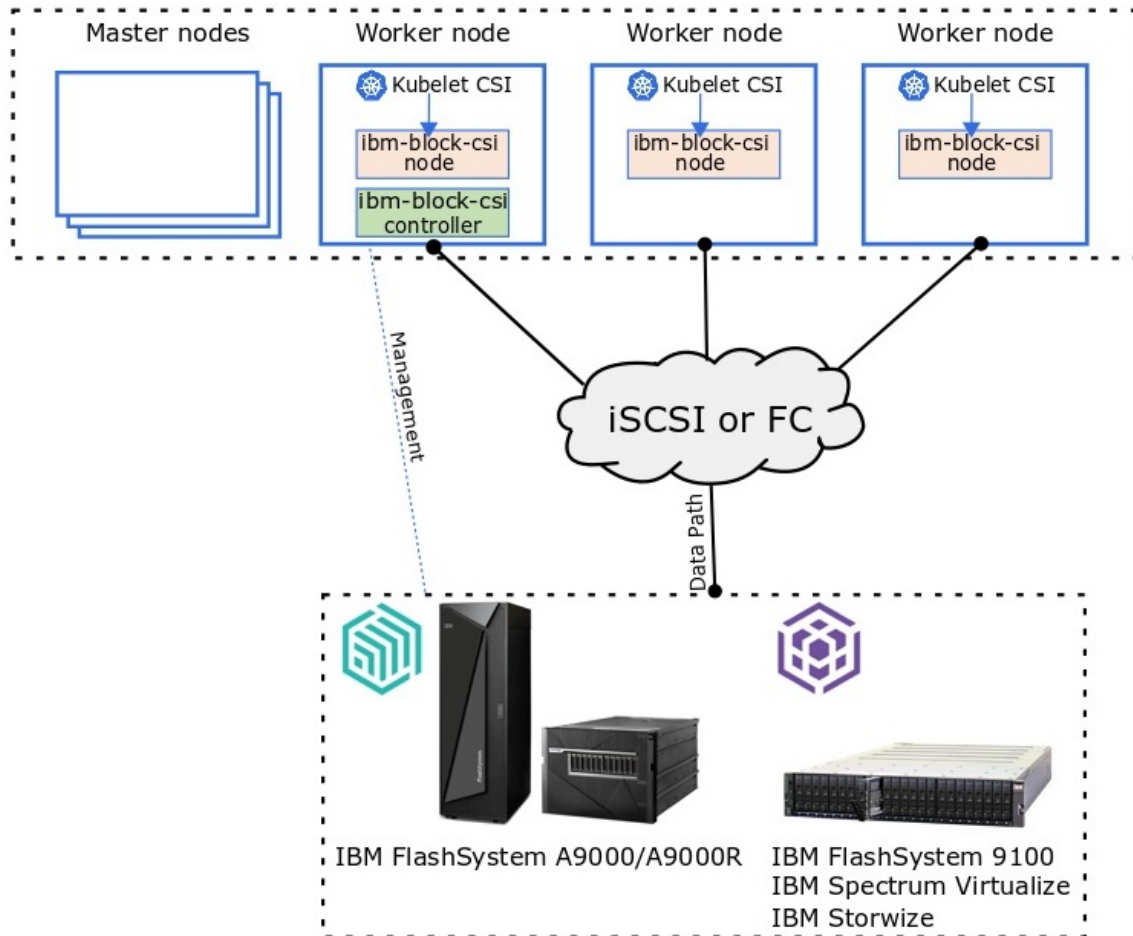 Master nodes
Worker node
Worker node
Worker node
Kubelet CSI
Kubelet CSI
Kubelet CSI
ibm-block-csi
node
ibm-block-csi
node
ibm-block-csi
node
ibm-block-csi
controller
Management
iSCSI or FC
Data Path
IBM FlashSystem A9000/A9000R
IBM FlashSystem 9100
IBM Spectrum Virtualize
IBM Storwize